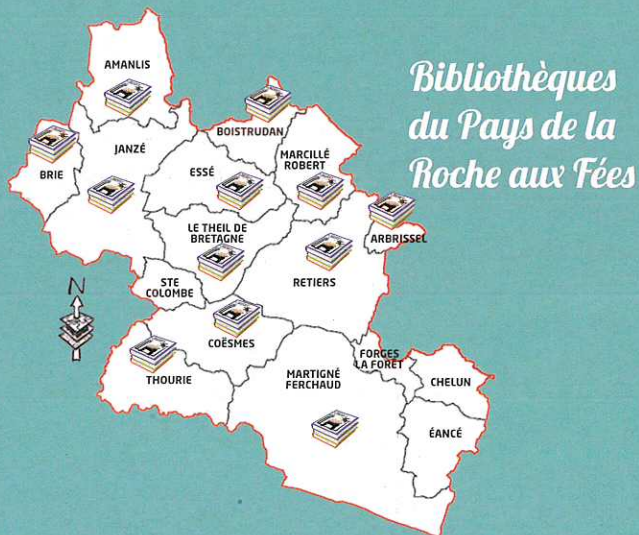 Bibliothèques
du Pays de la
Roche aux Fées
AMANLIS
BOISTRUDAN
JANZÉ
MARCILLÉ
ROBERT
BRIE
ESSÉ
LE THEIL DE
BRETAGNE
ARBRISSEL
STE
COLOMBE
RETIERS
N
COËSMES
THOURIE
MARTIGNÉ
FERCHAUD
FORGES
LA FORÊT
CHELUN
ÉANCÉ